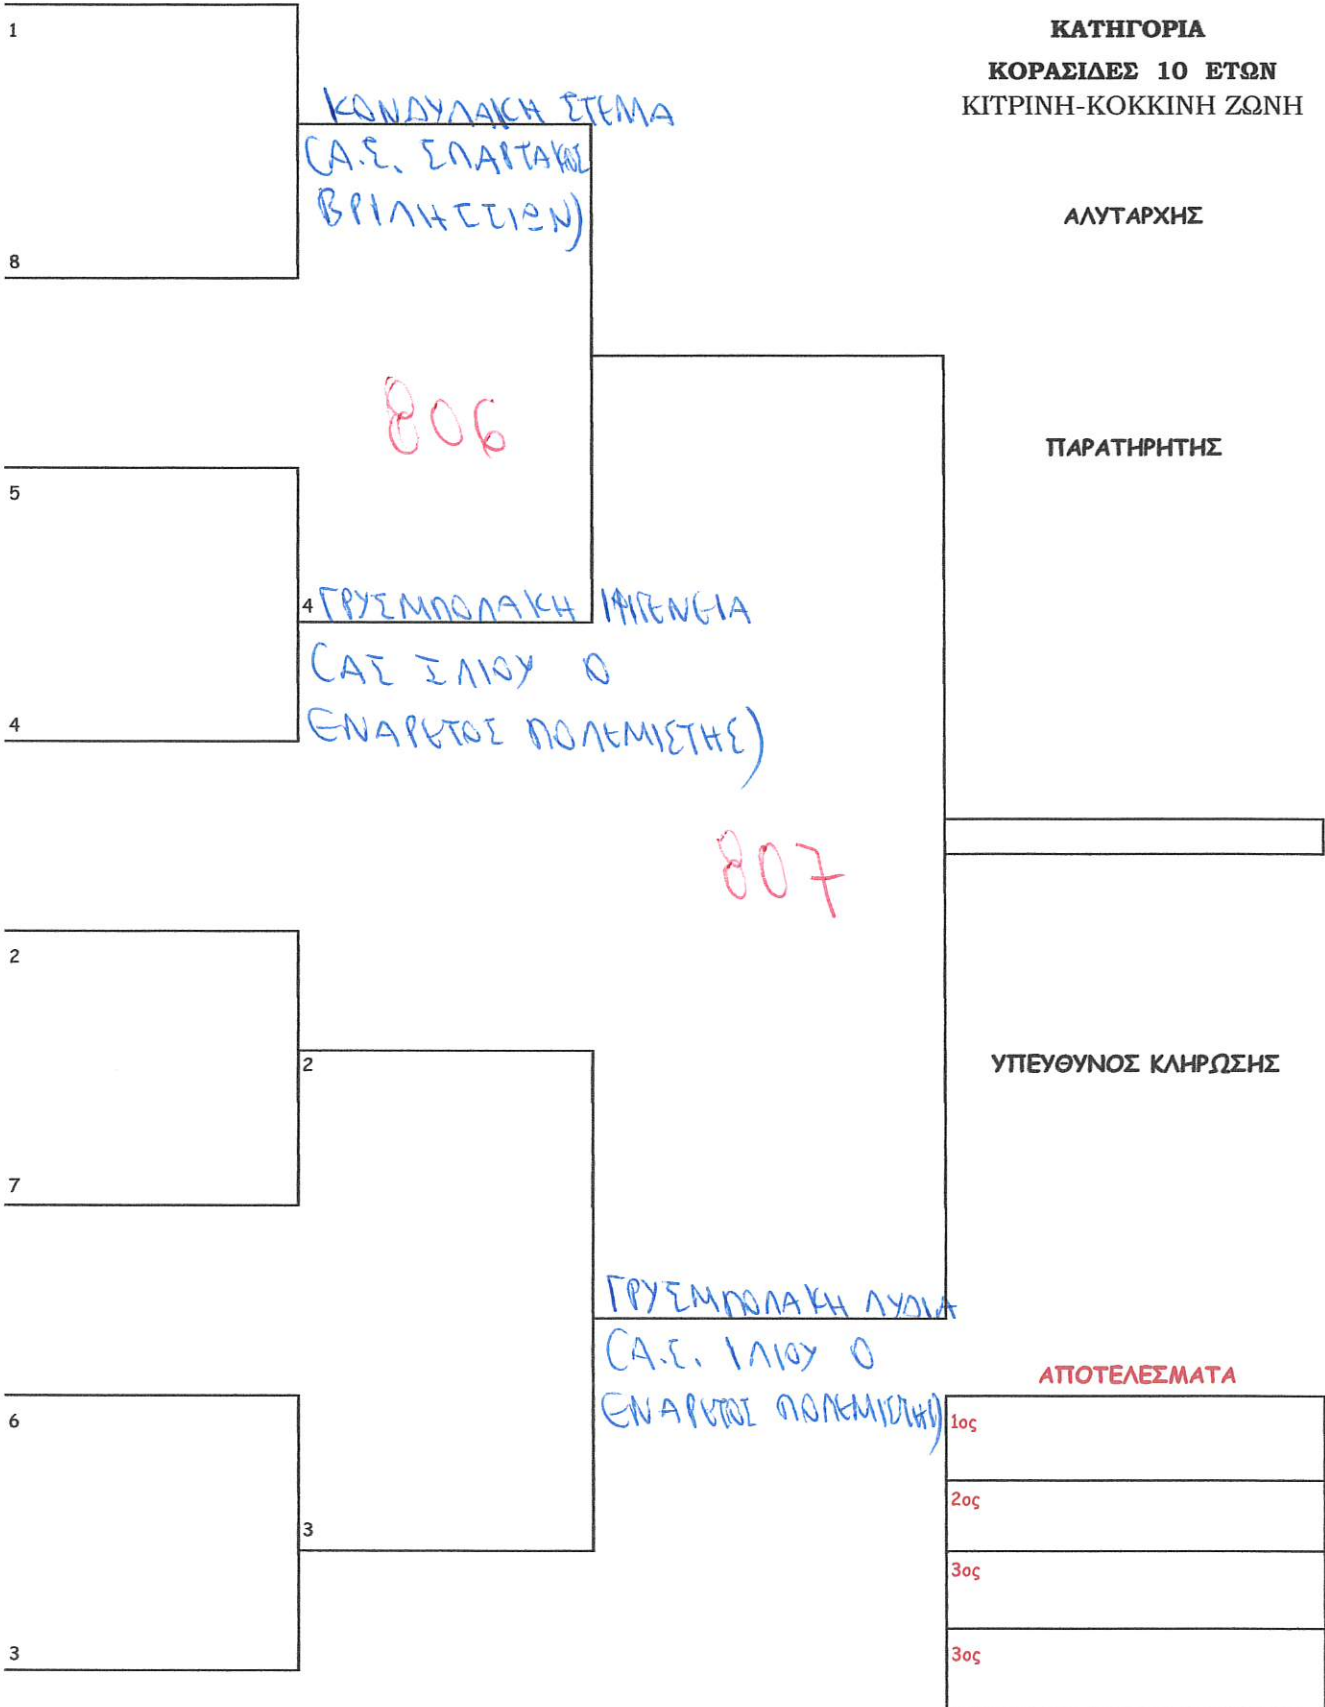 ΚΑΤΗΓΟΡΙΑ
ΚΟΡΑΣΙΔΕΣ 10 ΕΤΩΝ
ΚΙΤΡΙΝΗ-ΚΟΚΚΙΝΗ ΖΩΝΗ
1
ΚΟΝΔΥΛΑΚΗ ΣΤΕΛΛΑ
(Α.Σ. ΣΠΑΡΤΑΚΟΣ
ΒΡΙΛΗΣΣΙΩΝ)
ΑΛΥΤΑΡΧΗΣ
8
806
ΠΑΡΑΤΗΡΗΤΗΣ
5
4 ΓΡΥΣΜΠΟΛΑΚΗ
(ΑΣ ΙΛΙΟΥ Ο
ΕΝΑΡΕΤΟΣ ΠΟΛΕΜΙΣΤΗΣ)
4
807
2
2
ΥΠΕΥΘΥΝΟΣ ΚΛΗΡΩΣΗΣ
7
ΓΡΥΣΜΠΟΛΑΚΗ ΛΥΔΙΑ
(Α.Σ. ΙΛΙΟΥ Ο
ΕΝΑΡΕΤΟΣ ΠΟΛΕΜΙΣΤΗΣ)
ΑΠΟΤΕΛΕΣΜΑΤΑ
6
1ος
2ος
3
3ος
3
3ος